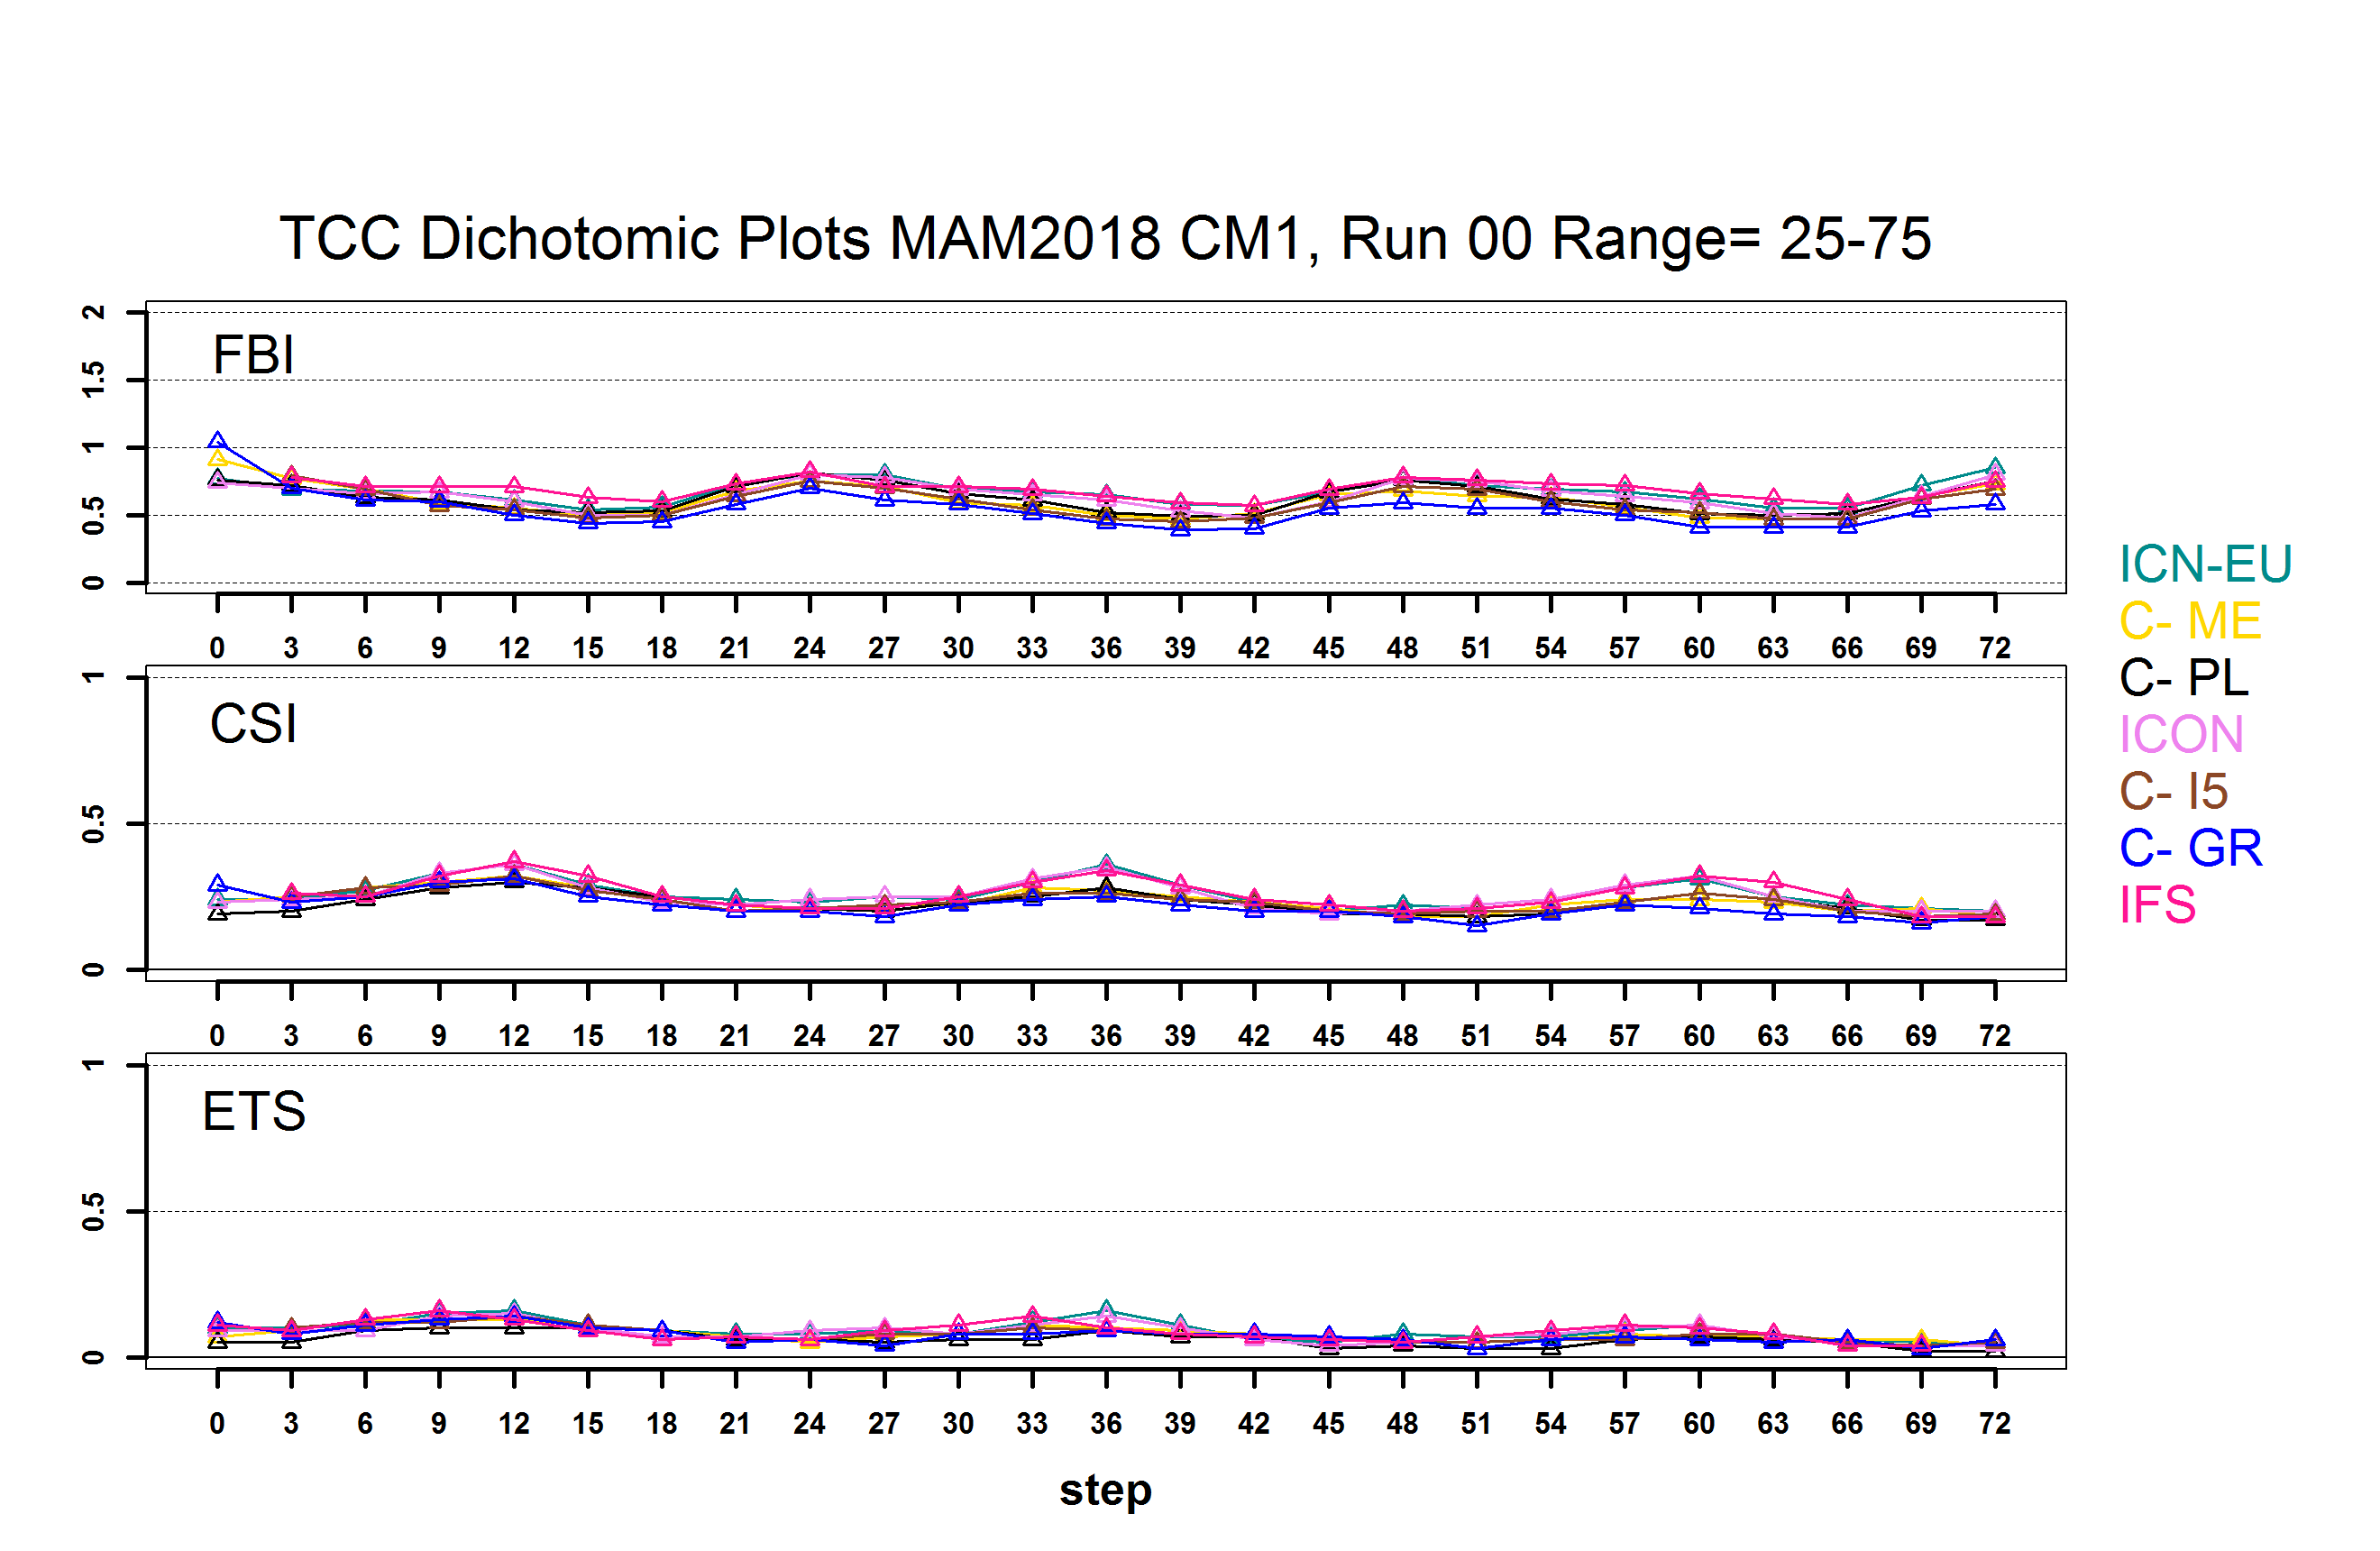 TCC Dichotomic Plots MAM2018 CM1, Run 00 Range= 25-75
FBI
2
1.5
1
0.5
0
0 3 6 9 12 15 18 21 24 27 30 33 36 39 42 45 48 51 54 57 60 63 66 69 72
CSI
1
0.5
0
0 3 6 9 12 15 18 21 24 27 30 33 36 39 42 45 48 51 54 57 60 63 66 69 72
ETS
1
0.5
0
0 3 6 9 12 15 18 21 24 27 30 33 36 39 42 45 48 51 54 57 60 63 66 69 72
step
ICN-EU
C- ME
C- PL
ICON
C- I5
C- GR
IFS